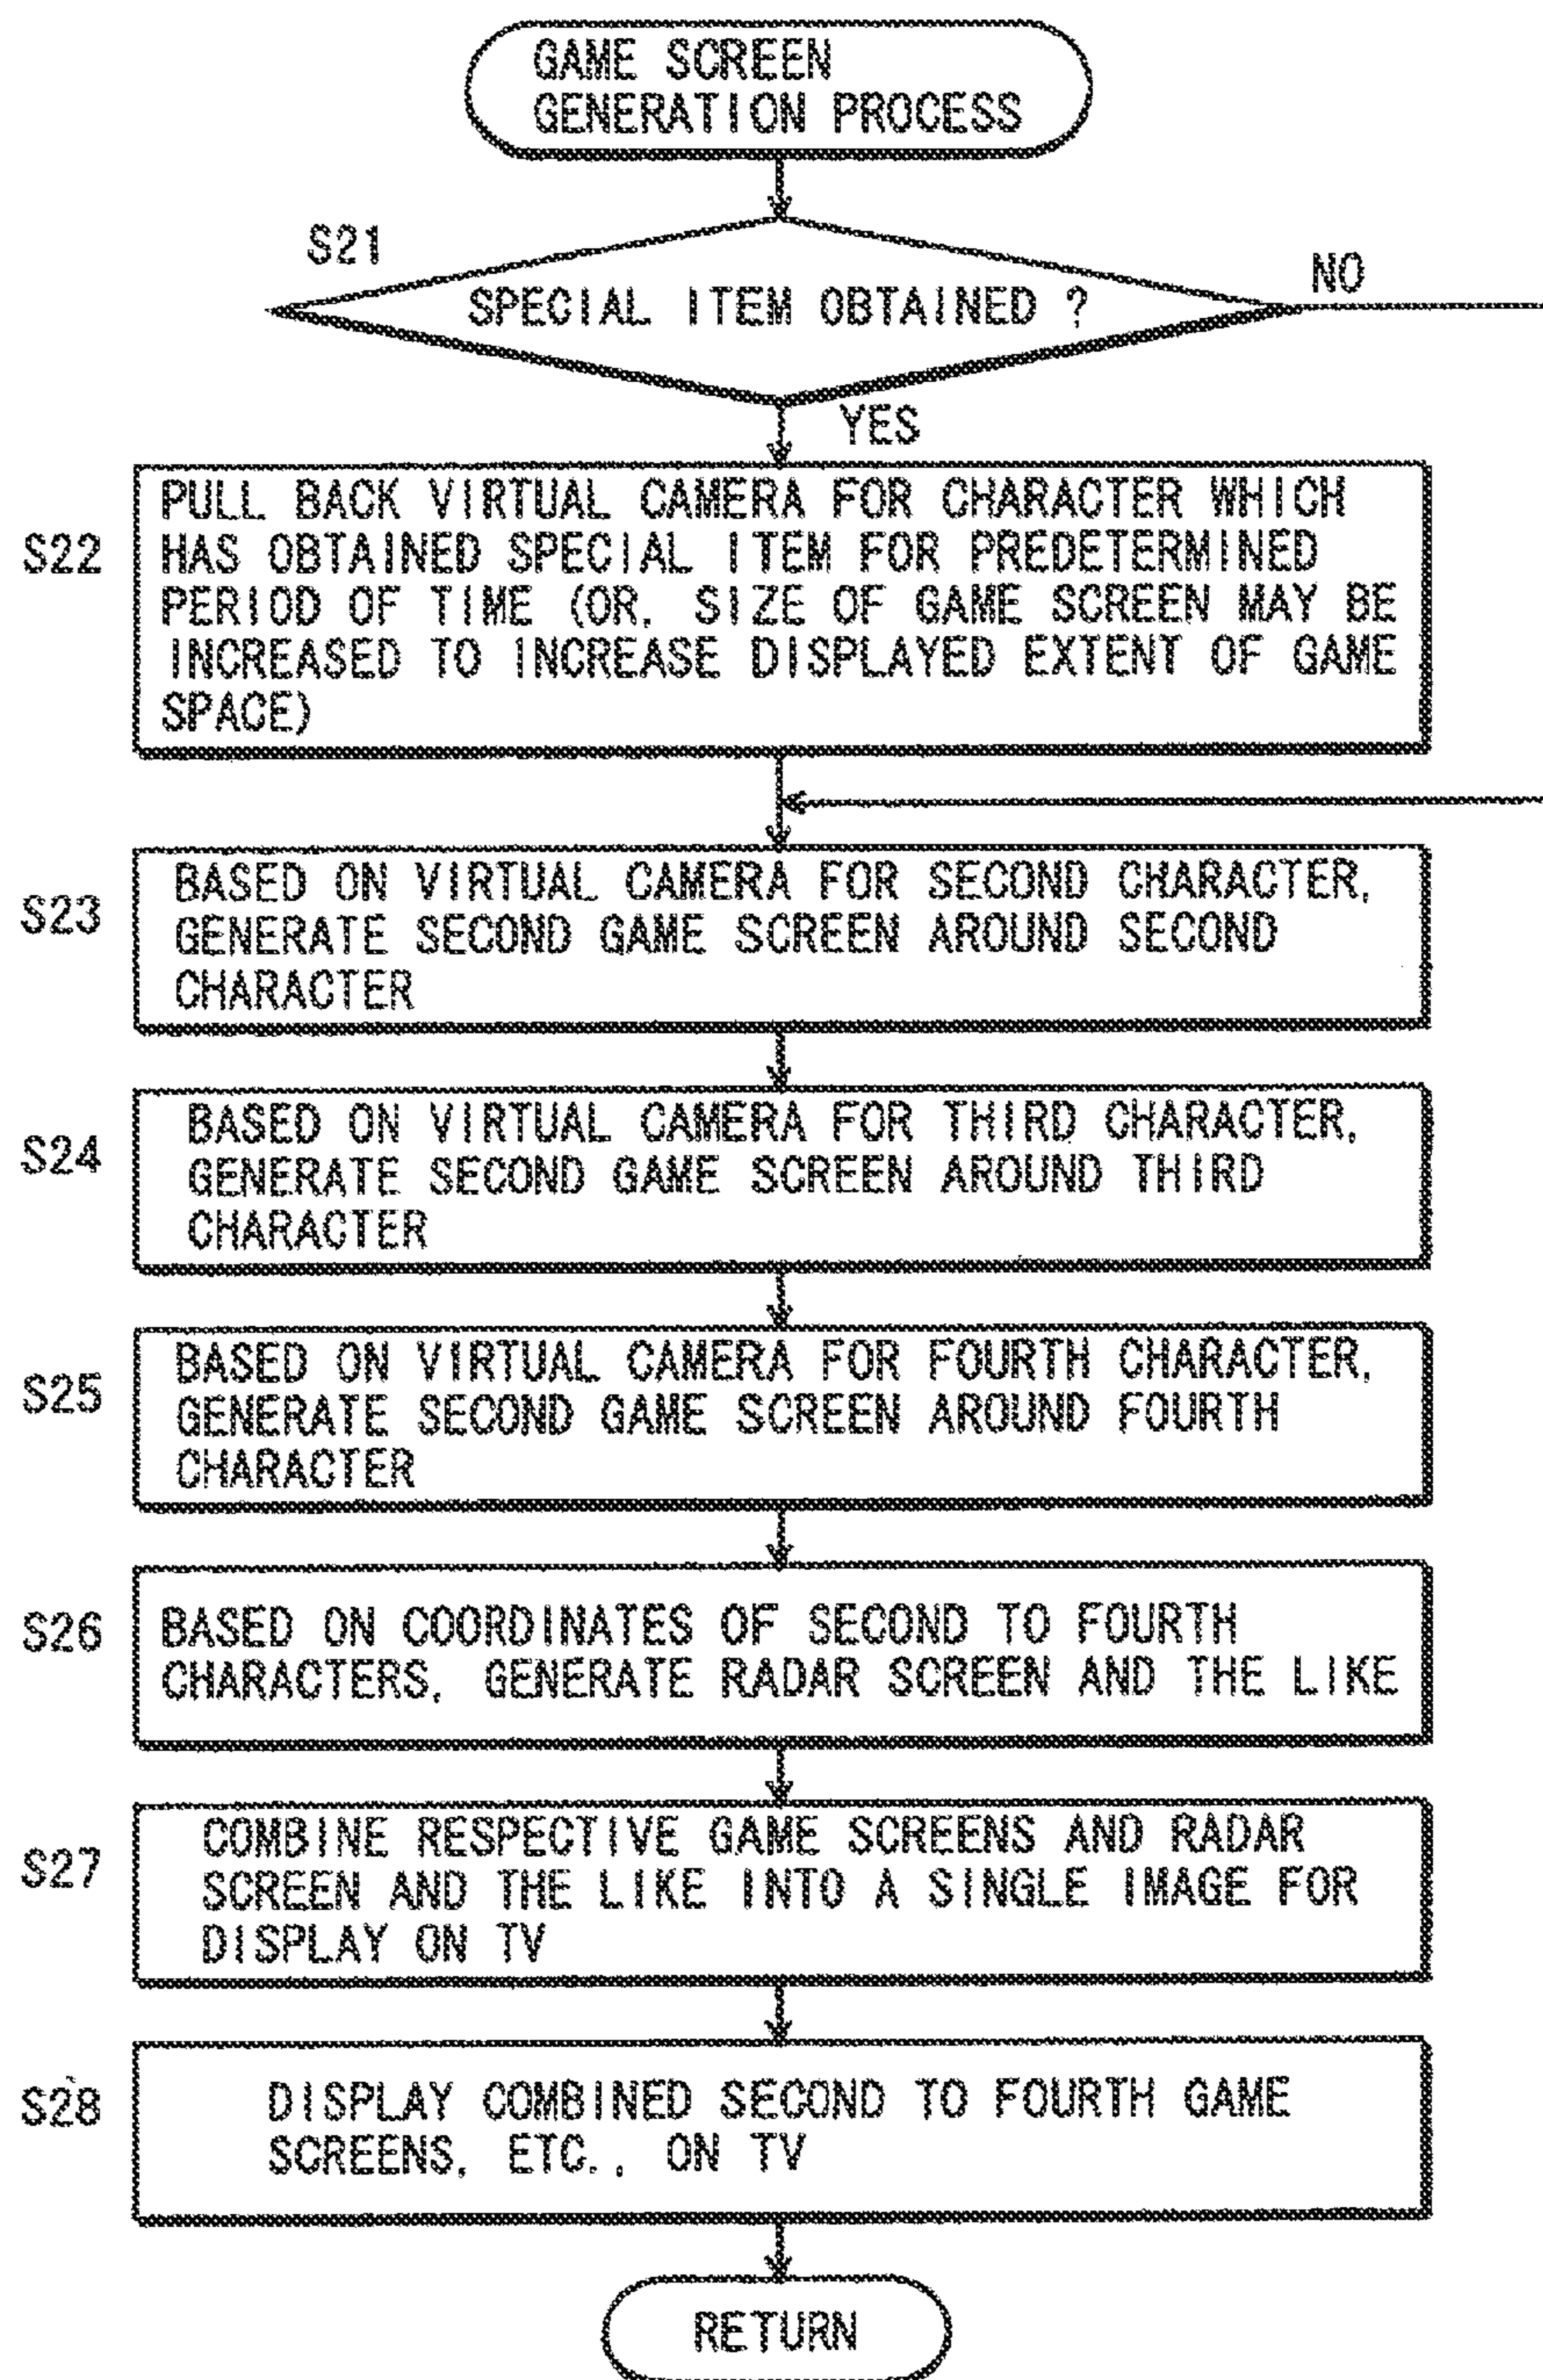 GAME SCREEN
GENERATION PROCESS
S21
SPECIAL ITEM OBTAINED ?
NO
YES
S22
PULL BACK VIRTUAL CAMERA FOR CHARACTER WHICH
HAS OBTAINED SPECIAL ITEM FOR PREDETERMINED
PERIOD OF TIME (OR, SIZE OF GAME SCREEN MAY BE
INCREASED TO INCREASE DISPLAYED EXTENT OF GAME
SPACE)
S23
BASED ON VIRTUAL CAMERA FOR SECOND CHARACTER,
GENERATE SECOND GAME SCREEN AROUND SECOND
CHARACTER
S24
BASED ON VIRTUAL CAMERA FOR THIRD CHARACTER,
GENERATE SECOND GAME SCREEN AROUND THIRD
CHARACTER
S25
BASED ON VIRTUAL CAMERA FOR FOURTH CHARACTER,
GENERATE SECOND GAME SCREEN AROUND FOURTH
CHARACTER
S26
BASED ON COORDINATES OF SECOND TO FOURTH
CHARACTERS, GENERATE RADAR SCREEN AND THE LIKE
S27
COMBINE RESPECTIVE GAME SCREENS AND RADAR
SCREEN AND THE LIKE INTO A SINGLE IMAGE FOR
DISPLAY ON TV
S28
DISPLAY COMBINED SECOND TO FOURTH GAME
SCREENS, ETC., ON TV
RETURN